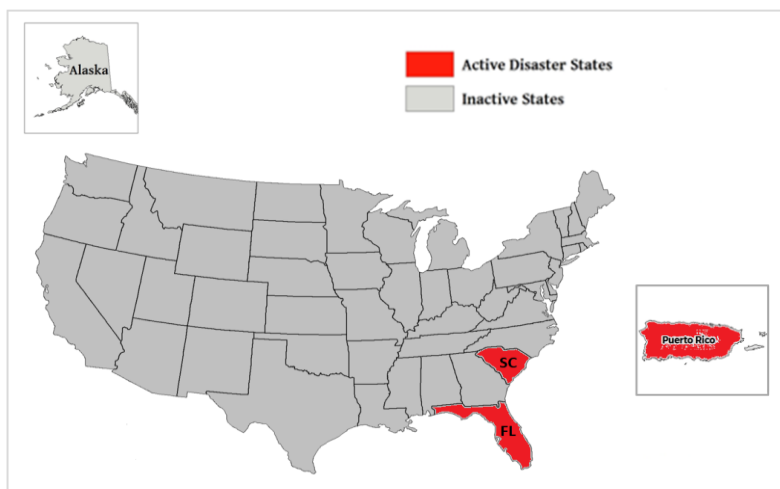 Alaska
Active Disaster States
Inactive States
Puerto Rico
SC
FL